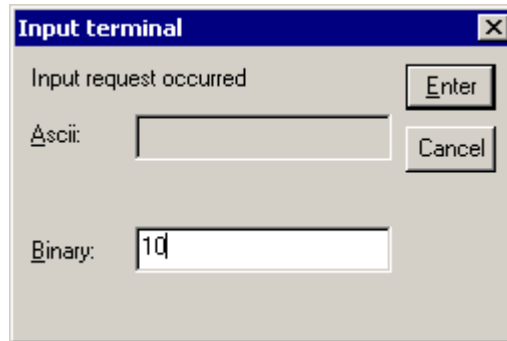 Input terminal
Input request occurred
Enter
Ascii:
Cancel
Binary:
10